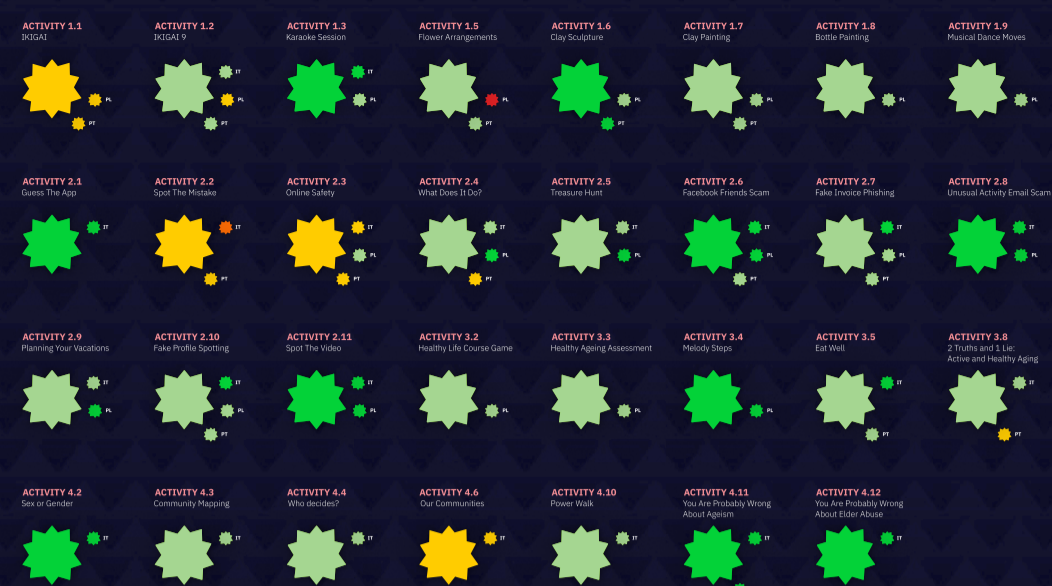 ACTIVITY 1.1
IKIGAI
PL
PT
ACTIVITY 1.2
IKIGAI 9
IT
PL
PT
ACTIVITY 1.3
Karaoke Session
IT
PL
ACTIVITY 1.5
Flower Arrangements
PL
PT
ACTIVITY 1.6
Clay Sculpture
PL
PT
ACTIVITY 1.7
Clay Painting
PL
PT
ACTIVITY 1.8
Bottle Painting
PL
ACTIVITY 1.9
Musical Dance Moves
PL
ACTIVITY 2.1
Guess The App
IT
ACTIVITY 2.2
Spot The Mistake
IT
PT
ACTIVITY 2.3
Online Safety
IT
PL
PT
ACTIVITY 2.4
What Does It Do?
IT
PL
PT
ACTIVITY 2.5
Treasure Hunt
IT
PL
ACTIVITY 2.6
Facebook Friends Scam
IT
PL
PT
ACTIVITY 2.7
Fake Invoice Phishing
IT
PL
PT
ACTIVITY 2.8
Unusual Activity Email Scam
IT
PL
ACTIVITY 2.9
Planning Your Vacations
IT
PL
ACTIVITY 2.10
Fake Profile Spotting
IT
PL
PT
ACTIVITY 2.11
Spot The Video
IT
PL
ACTIVITY 3.2
Healthy Life Course Game
PL
ACTIVITY 3.3
Healthy Ageing Assessment
PL
ACTIVITY 3.4
Melody Steps
PL
ACTIVITY 3.5
Eat Well
IT
PT
ACTIVITY 3.8
2 Truths and 1 Lie:
Active and Healthy Aging
IT
PT
ACTIVITY 4.2
Sex or Gender
IT
ACTIVITY 4.3
Community Mapping
IT
ACTIVITY 4.4
Who decides?
IT
ACTIVITY 4.6
Our Communities
IT
ACTIVITY 4.10
Power Walk
IT
ACTIVITY 4.11
You Are Probably Wrong
About Ageism
IT
ACTIVITY 4.12
You Are Probably Wrong
About Elder Abuse
IT